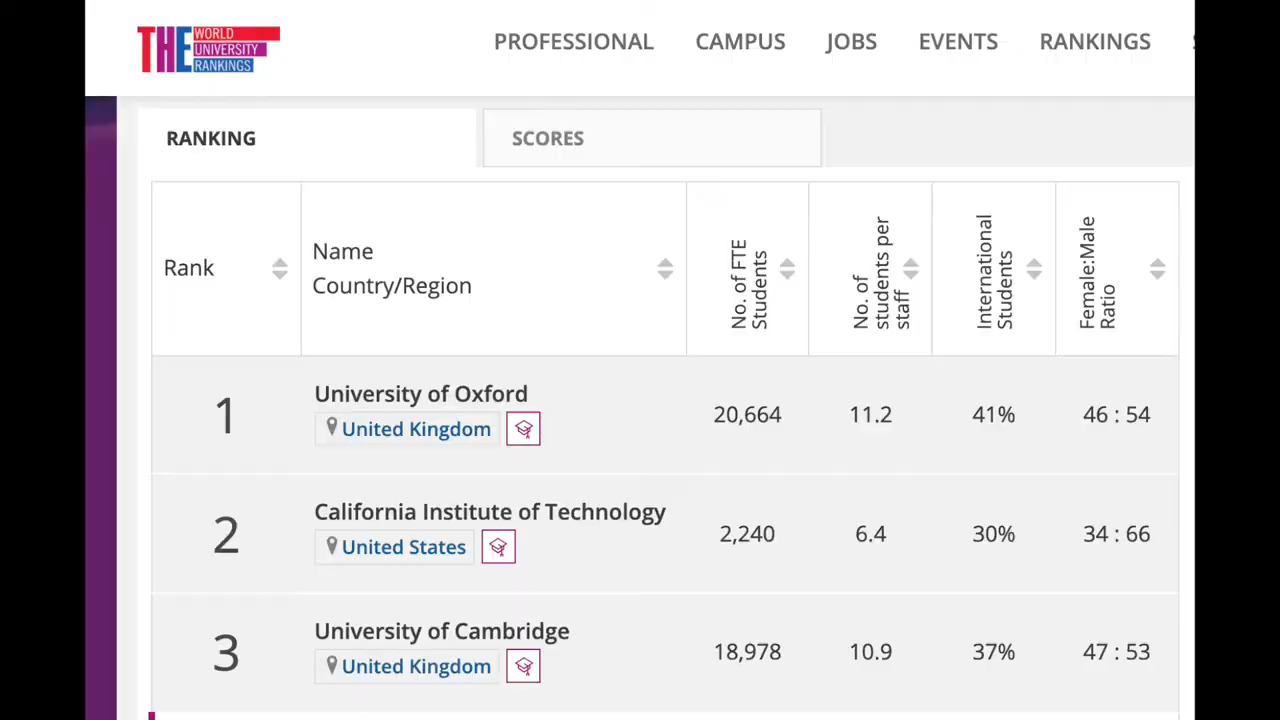 THE WORLD
UNIVERSITY
RANKINGS
PROFESSIONAL CAMPUS JOBS EVENTS RANKINGS
RANKING SCORES
Rank
Name
Country/Region
No. of FTE
Students
No. of
students per
staff
International
Students
Female:Male
Ratio
1
University of Oxford
United Kingdom
20,664 11.2 41% 46 : 54
2
California Institute of Technology
United States
2,240 6.4 30% 34 : 66
3
University of Cambridge
United Kingdom
18,978 10.9 37% 47 : 53